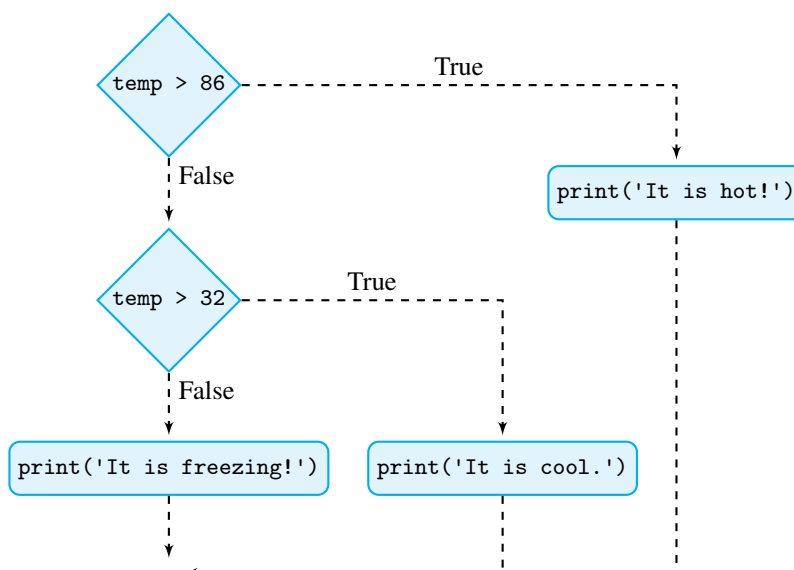 temp > 86
True
False
print('It is hot!')
temp > 32
True
False
print('It is freezing!')
print('It is cool.')